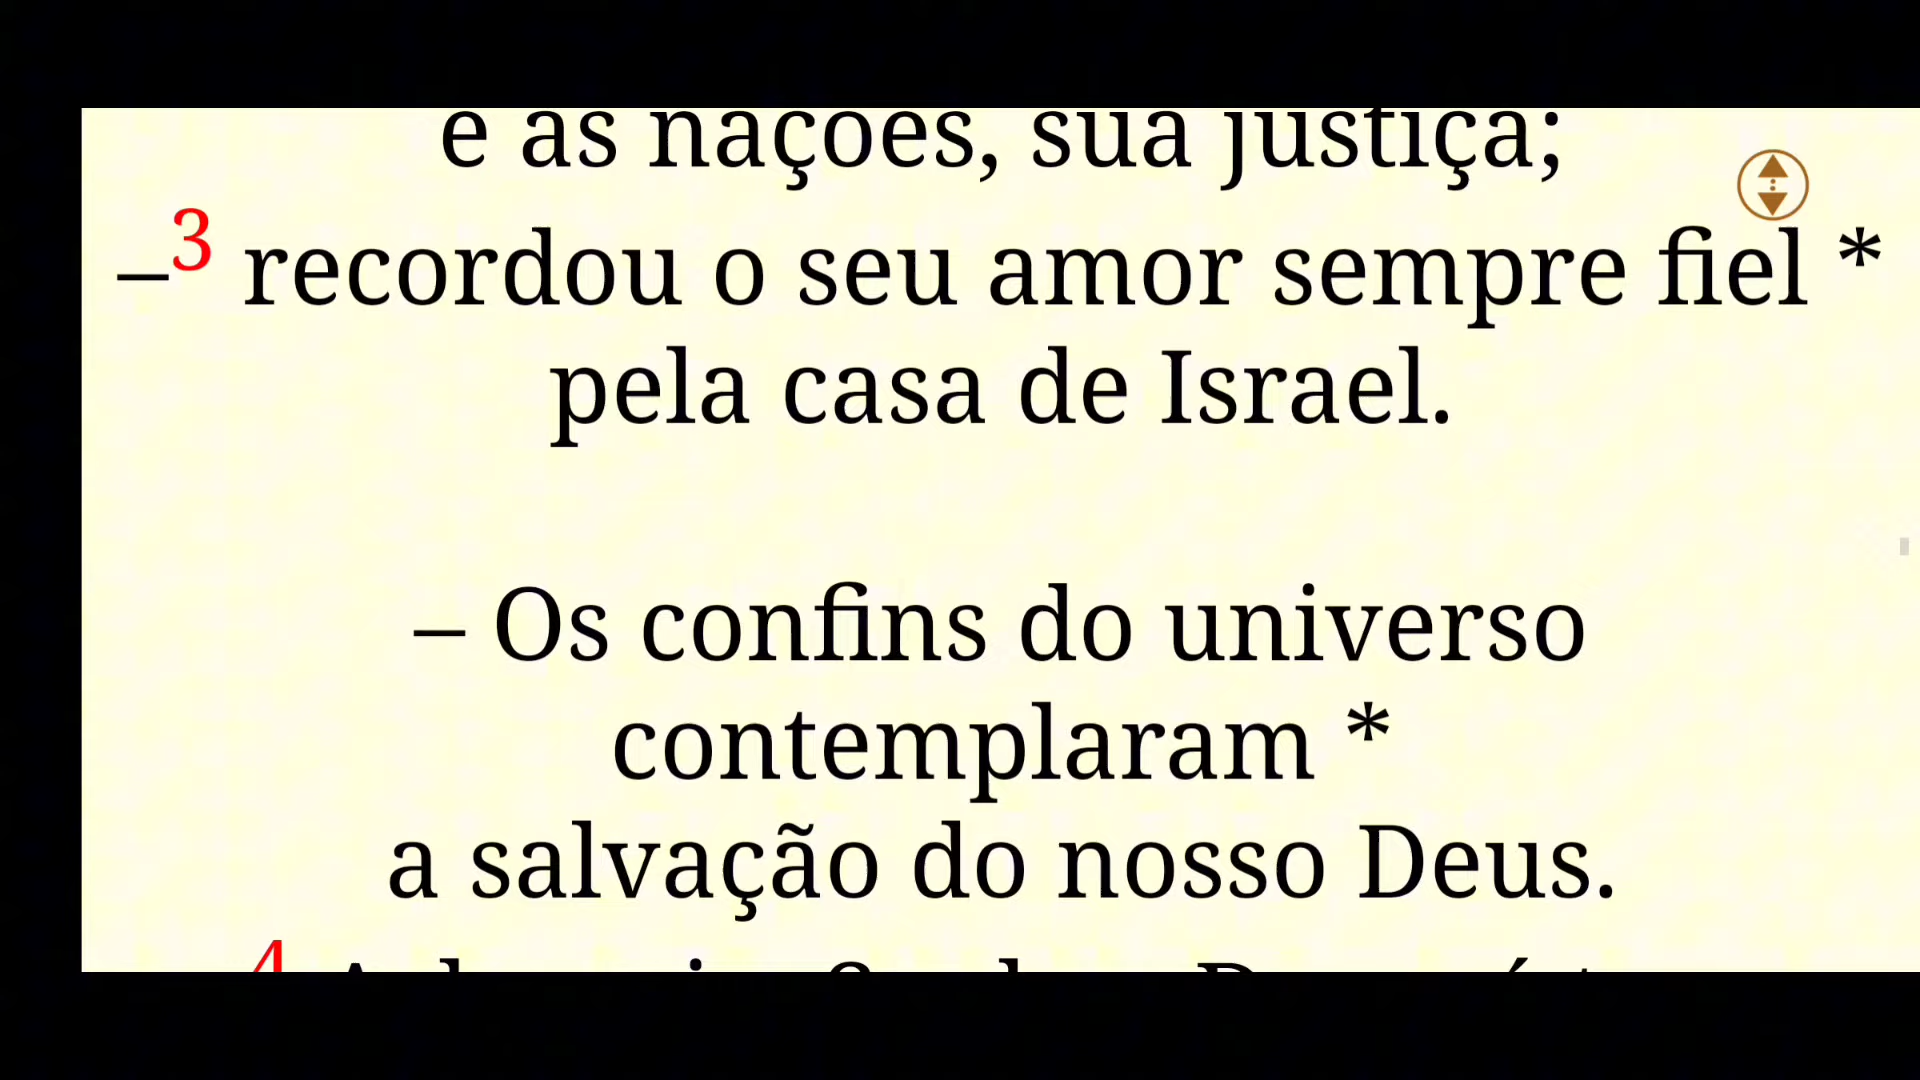 e as nações, sua justiça;
–3 recordou o seu amor sempre fiel *
pela casa de Israel.
– Os confins do universo
contemplaram *
a salvação do nosso Deus.
4